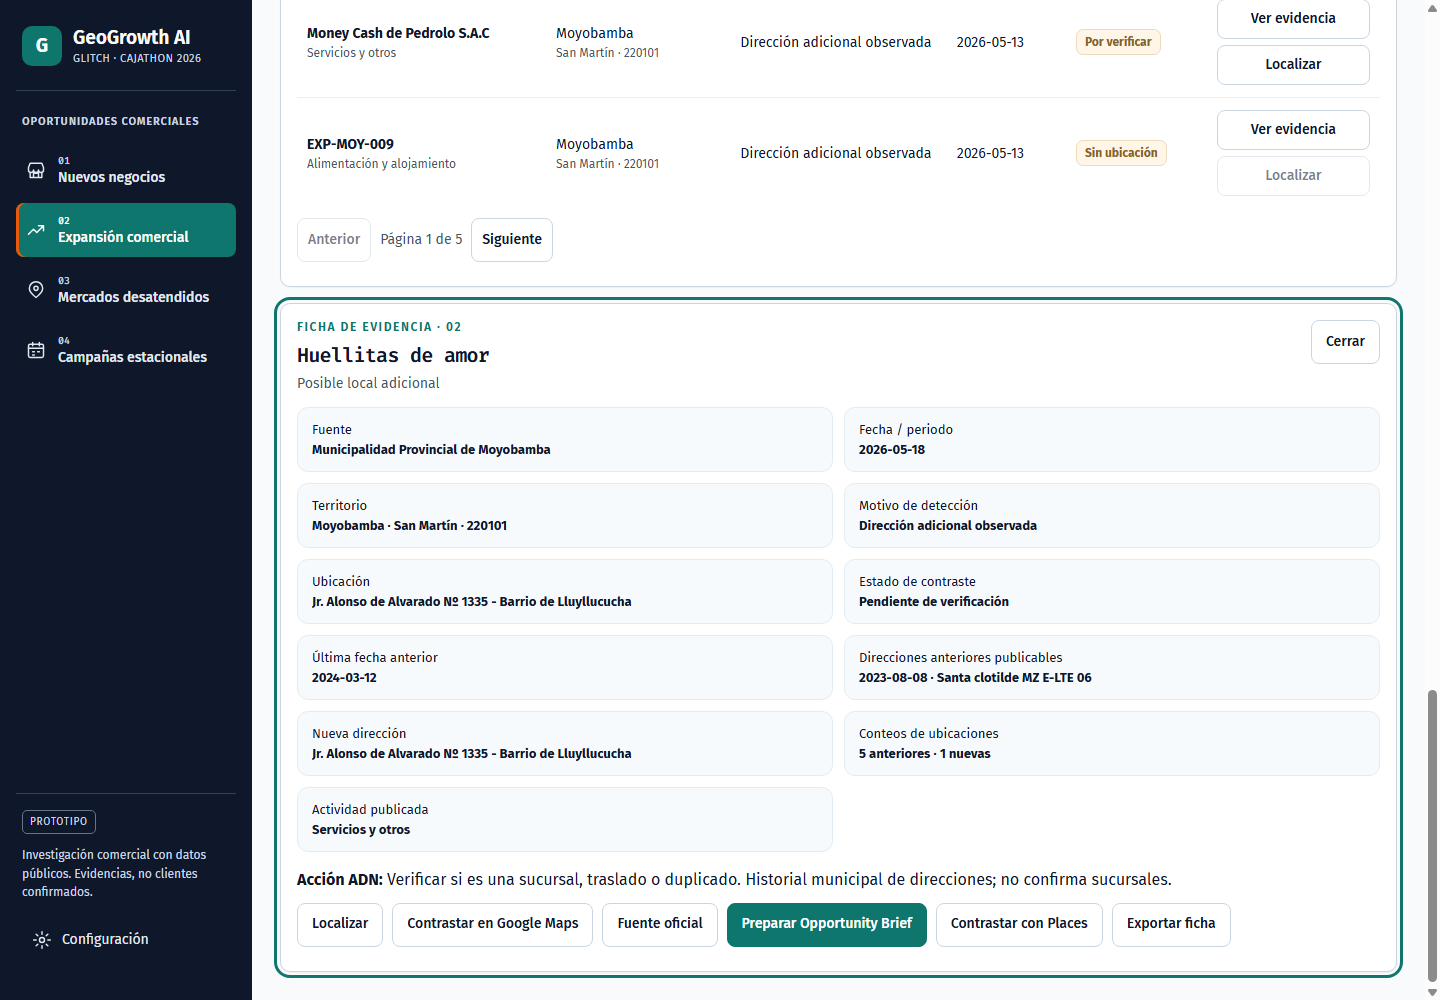 G
GeoGrowth AI
GLITCH · CAJATHON 2026
OPORTUNIDADES COMERCIALES
01
Nuevos negocios
02
Expansión comercial
03
Mercados desatendidos
04
Campañas estacionales
PROTOTIPO
Investigación comercial con datos
públicos. Evidencias, no clientes
confirmados.
Configuración
Money Cash de Pedrolo S.A.C
Servicios y otros
Moyobamba
San Martín · 220101
Dirección adicional observada
2026-05-13
Por verificar
Ver evidencia
Localizar
EXP-MOY-009
Alimentación y alojamiento
Moyobamba
San Martín · 220101
Dirección adicional observada
2026-05-13
Sin ubicación
Ver evidencia
Localizar
Anterior
Página 1 de 5
Siguiente
FICHA DE EVIDENCIA · 02
Huellitas de amor
Posible local adicional
Cerrar
Fuente
Municipalidad Provincial de Moyobamba
Fecha / periodo
2026-05-18
Territorio
Moyobamba · San Martín · 220101
Motivo de detección
Dirección adicional observada
Ubicación
Jr. Alonso de Alvarado Nº 1335 - Barrio de Lluyllucucha
Estado de contraste
Pendiente de verificación
Última fecha anterior
2024-03-12
Direcciones anteriores publicables
2023-08-08 · Santa clotilde MZ E-LTE 06
Nueva dirección
Jr. Alonso de Alvarado Nº 1335 - Barrio de Lluyllucucha
Conteos de ubicaciones
5 anteriores · 1 nuevas
Actividad publicada
Servicios y otros
Acción ADN: Verificar si es una sucursal, traslado o duplicado. Historial municipal de direcciones; no confirma sucursales.
Localizar
Contrastar en Google Maps
Fuente oficial
Preparar Opportunity Brief
Contrastar con Places
Exportar ficha